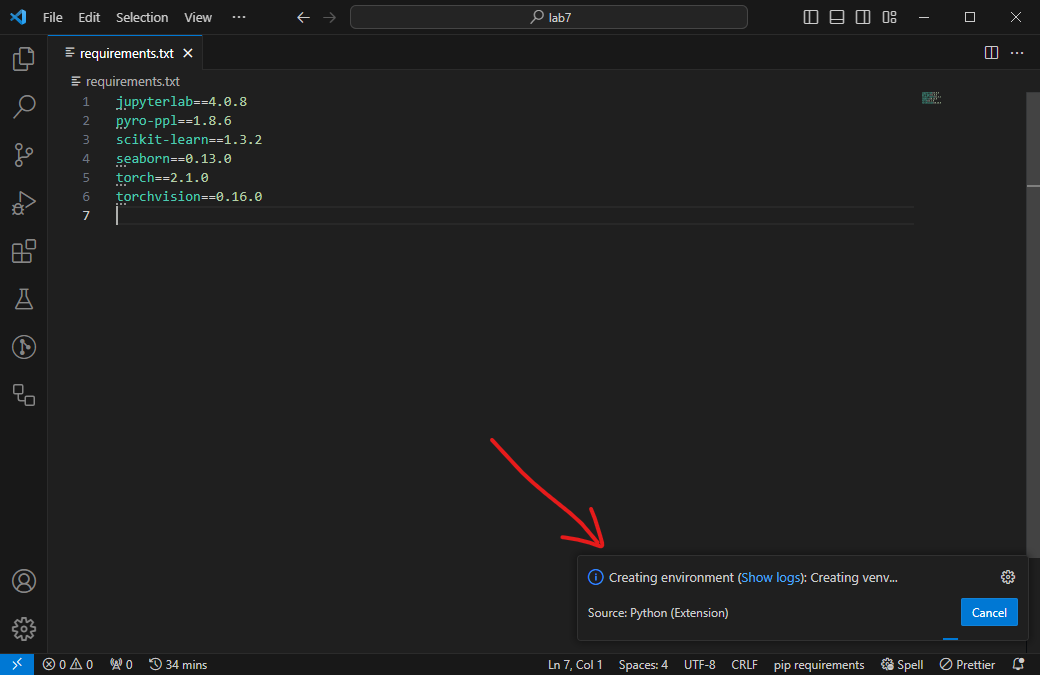 File Edit Selection View ··· lab7
requirements.txt
requirements.txt
1 jupyterlab==4.0.8
2 pyro-ppl==1.8.6
3 scikit-learn==1.3.2
4 seaborn==0.13.0
5 torch==2.1.0
6 torchvision==0.16.0
7
Creating environment (Show logs): Creating venv...
Source: Python (Extension)
Cancel
0 0 0 34 mins Ln 7, Col 1 Spaces: 4 UTF-8 CRLF pip requirements Spell Prettier